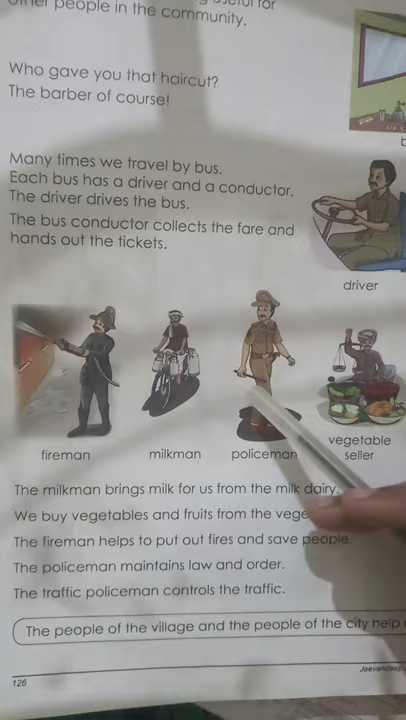 other people in the community.
Who gave you that haircut?
The barber of course!
Many times we travel by bus.
Each bus has a driver and a conductor.
The driver drives the bus.
The bus conductor collects the fare and
hands out the tickets.
driver
fireman
milkman
policeman
vegetable
seller
The milkman brings milk for us from the milk dairy.
We buy vegetables and fruits from the
The fireman helps to put out fires and save people.
The policeman maintains law and order.
The traffic policeman controls the traffic.
The people of the village and the people of the city help
126